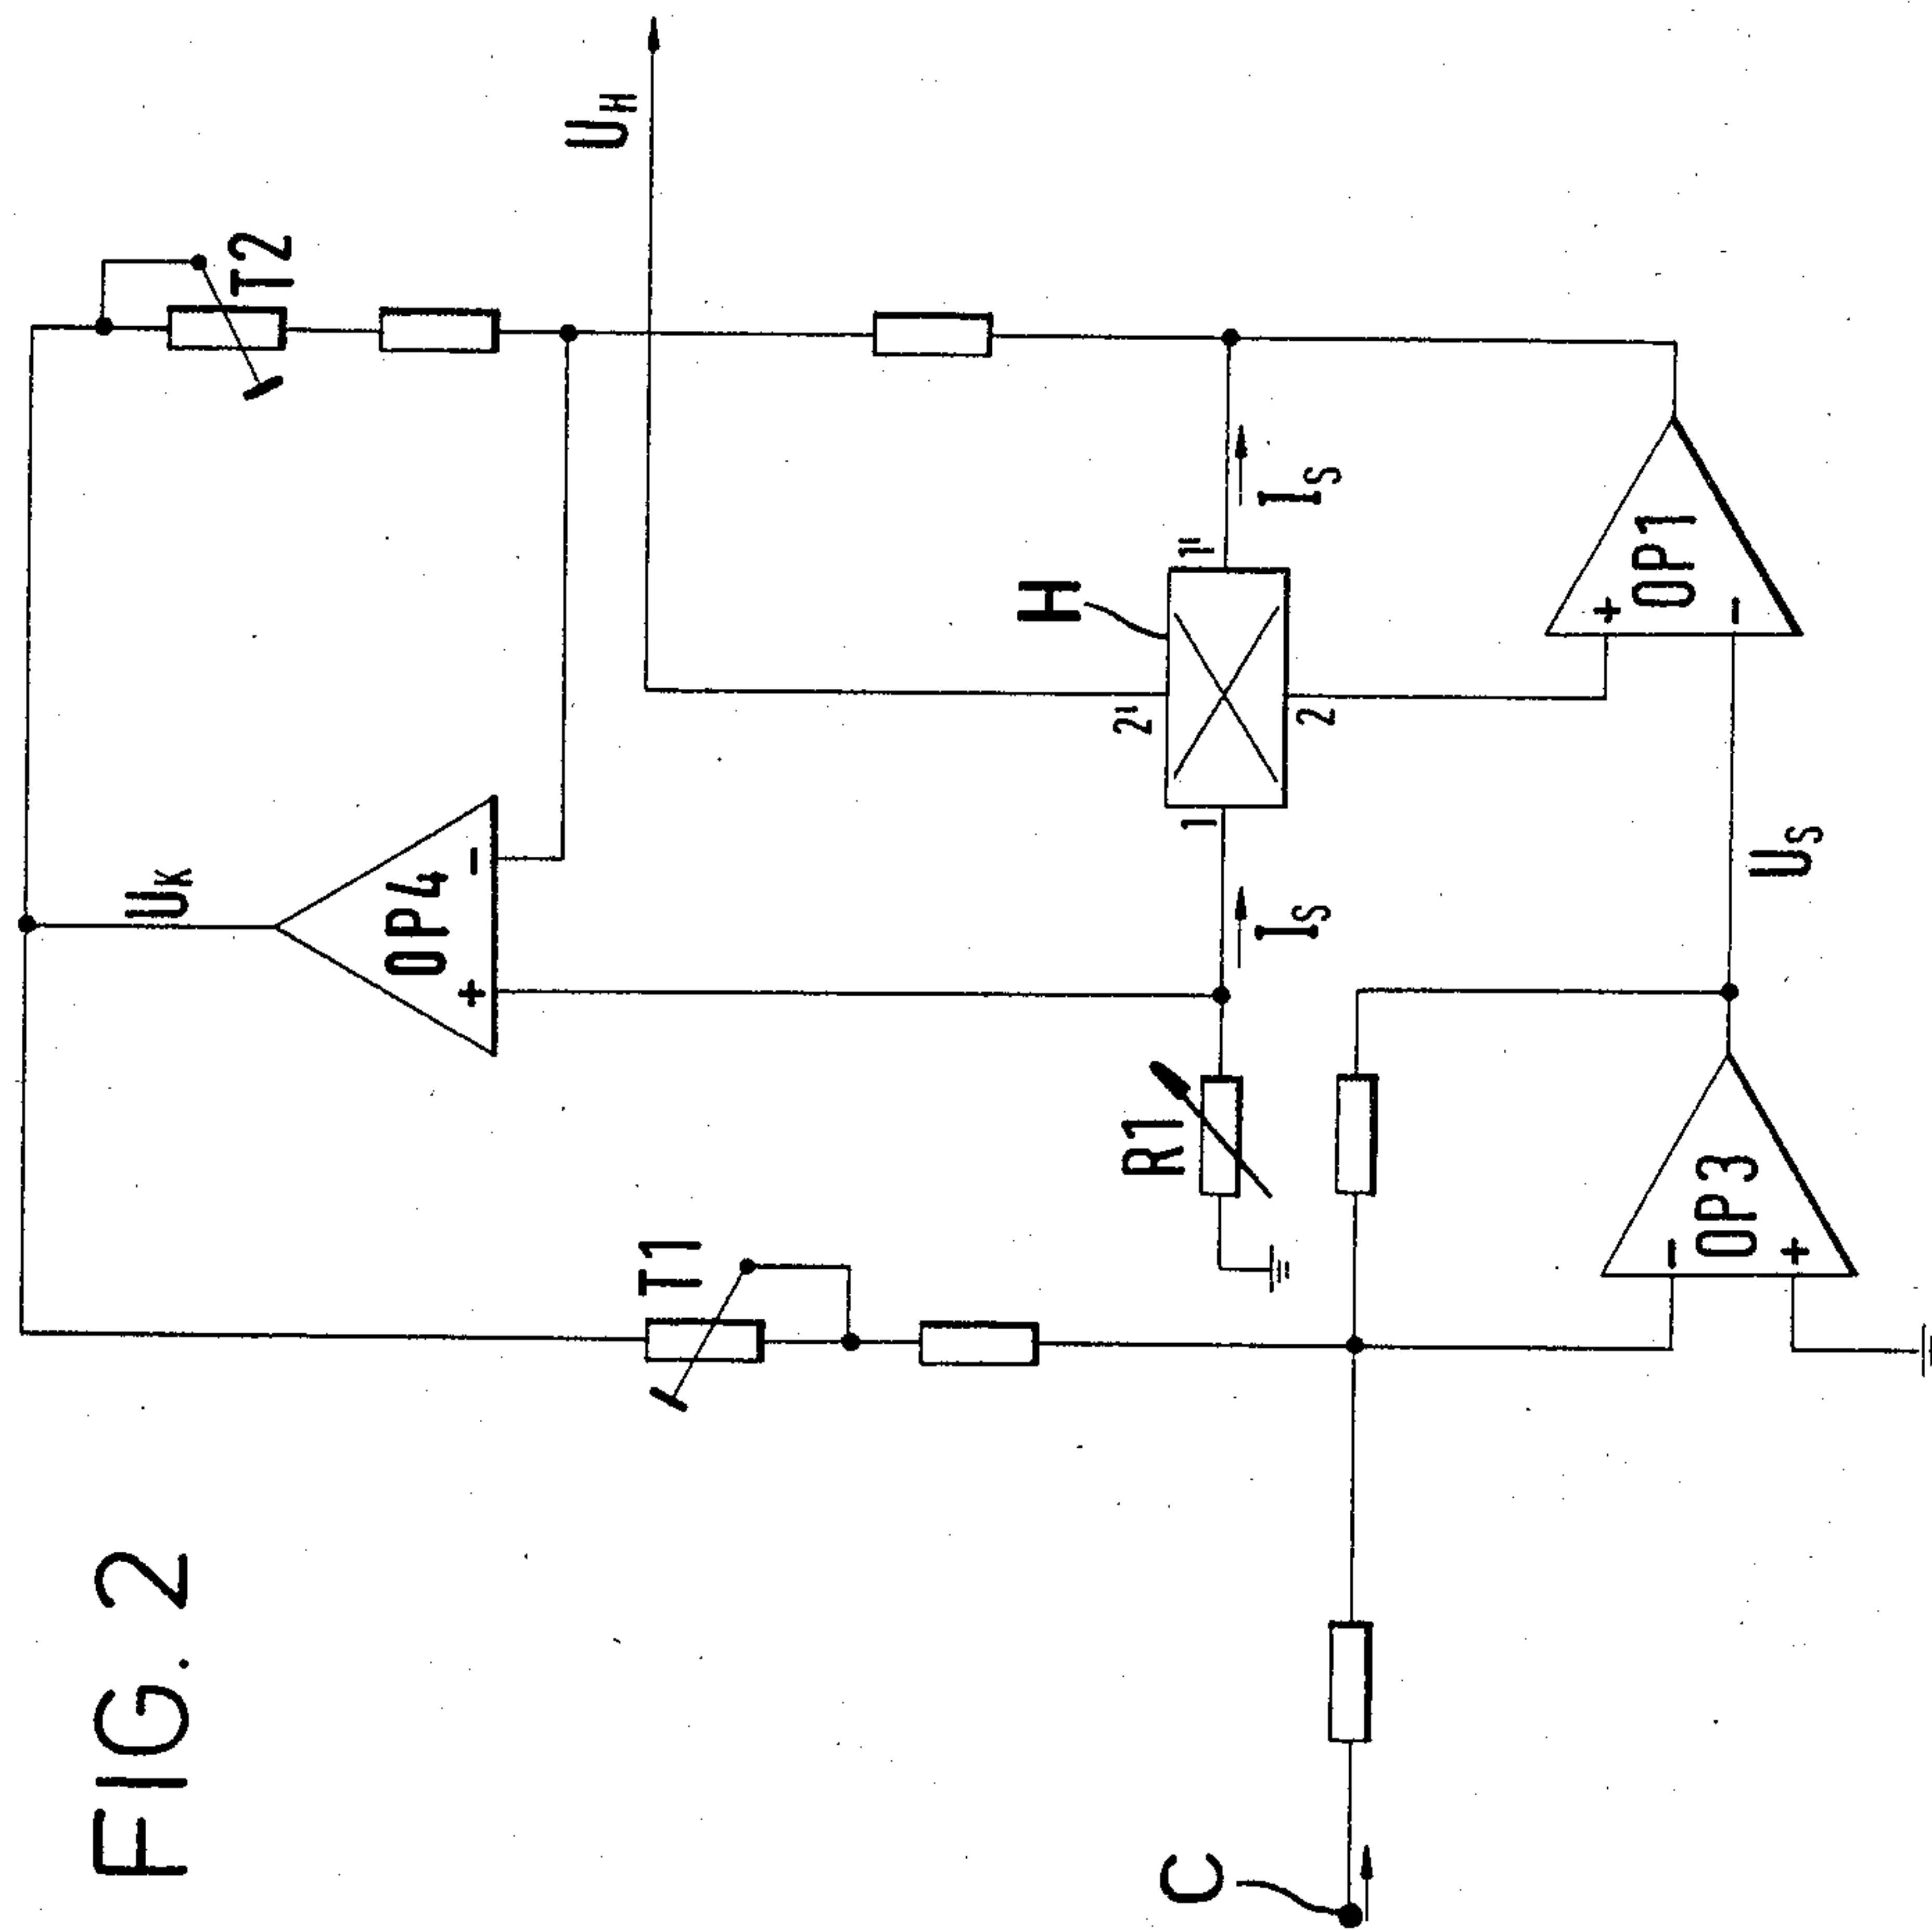 FIG. 2
C
T1
R1
OP3
-
+
U_K
OP4
+
-
I_S
U_S
1
2'
2
1'
H
I_S
OP1
+
-
T2
U_H